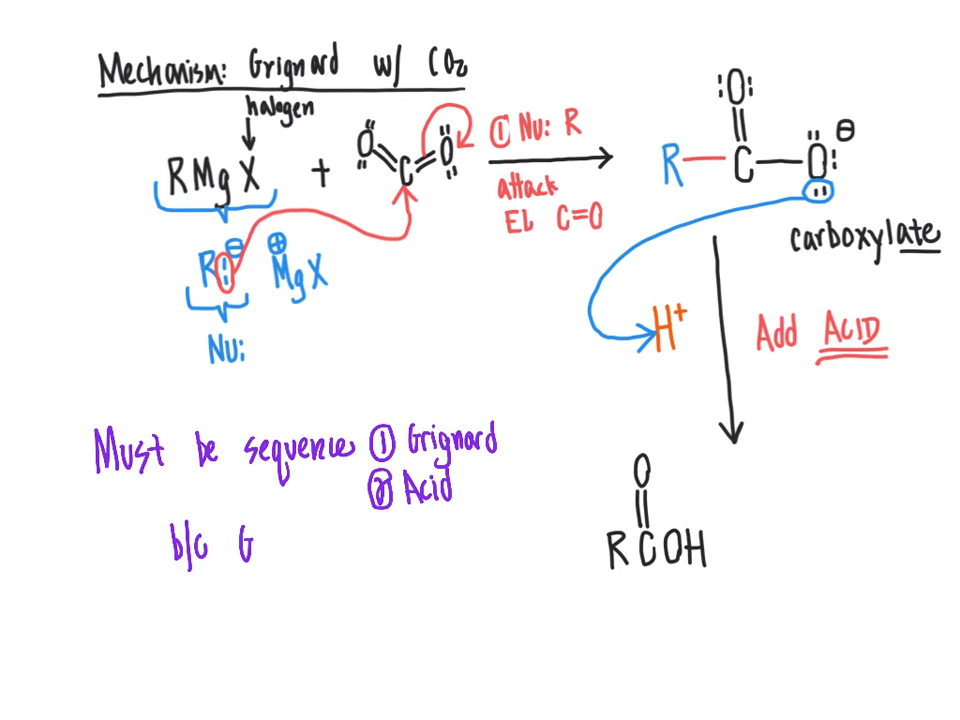 Mechanism: Grignard w/ CO₂
halogen
RMgX + O=C=O
① Nu: R
attack
EL C=O
R:⊖ ⊕MgX
Nu:
O
R—C—O:⊖
carboxylate
H⁺
Add ACID
Must be sequence ① Grignard
② Acid
b/c G
O
RCOH